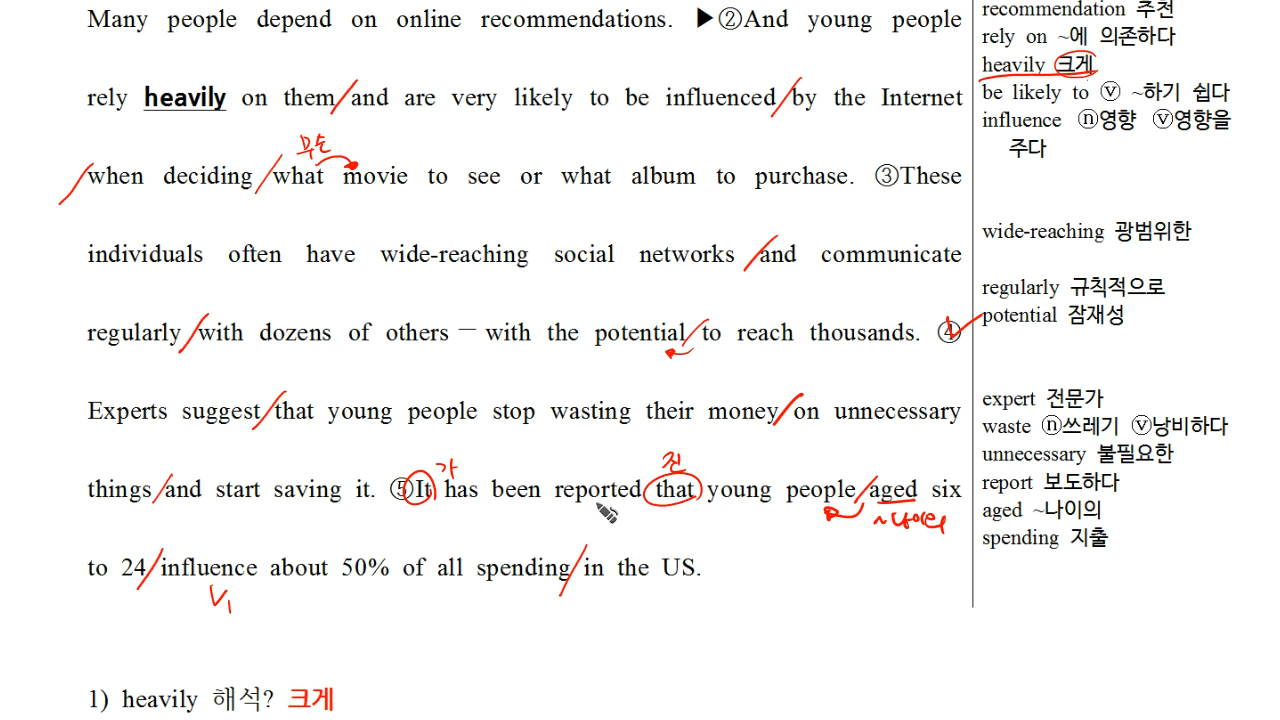 Many people depend on online recommendations. ▶②And young people
rely heavily on them and are very likely to be influenced by the Internet
무슨
when deciding what movie to see or what album to purchase. ③These
individuals often have wide-reaching social networks and communicate
regularly with dozens of others ― with the potential to reach thousands. ④
Experts suggest that young people stop wasting their money on unnecessary
가 진
things and start saving it. ⑤It has been reported that young people aged six
~나이의
to 24 influence about 50% of all spending in the US.
V1
1) heavily 해석? 크게
recommendation 추천
rely on ~에 의존하다
heavily 크게
be likely to ⓥ ~하기 쉽다
influence ⓝ영향 ⓥ영향을
주다
wide-reaching 광범위한
regularly 규칙적으로
potential 잠재성
expert 전문가
waste ⓝ쓰레기 ⓥ낭비하다
unnecessary 불필요한
report 보도하다
aged ~나이의
spending 지출